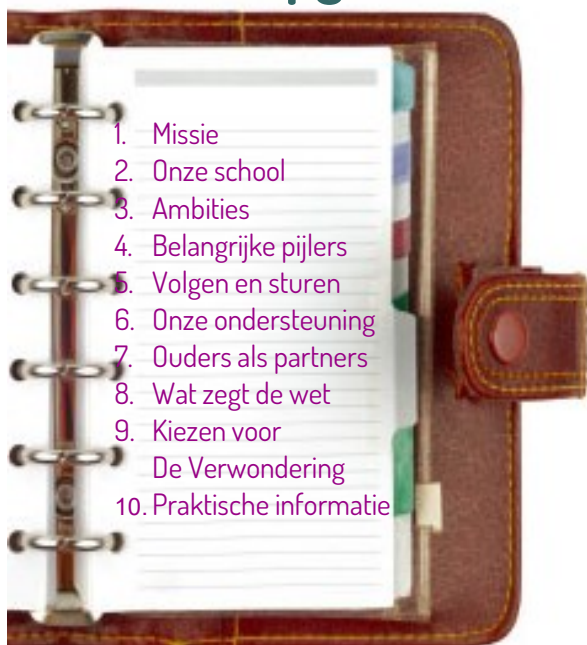 1. Missie
2. Onze school
3. Ambities
4. Belangrijke pijlers
5. Volgen en sturen
6. Onze ondersteuning
7. Ouders als partners
8. Wat zegt de wet
9. Kiezen voor
De Verwondering
10. Praktische informatie